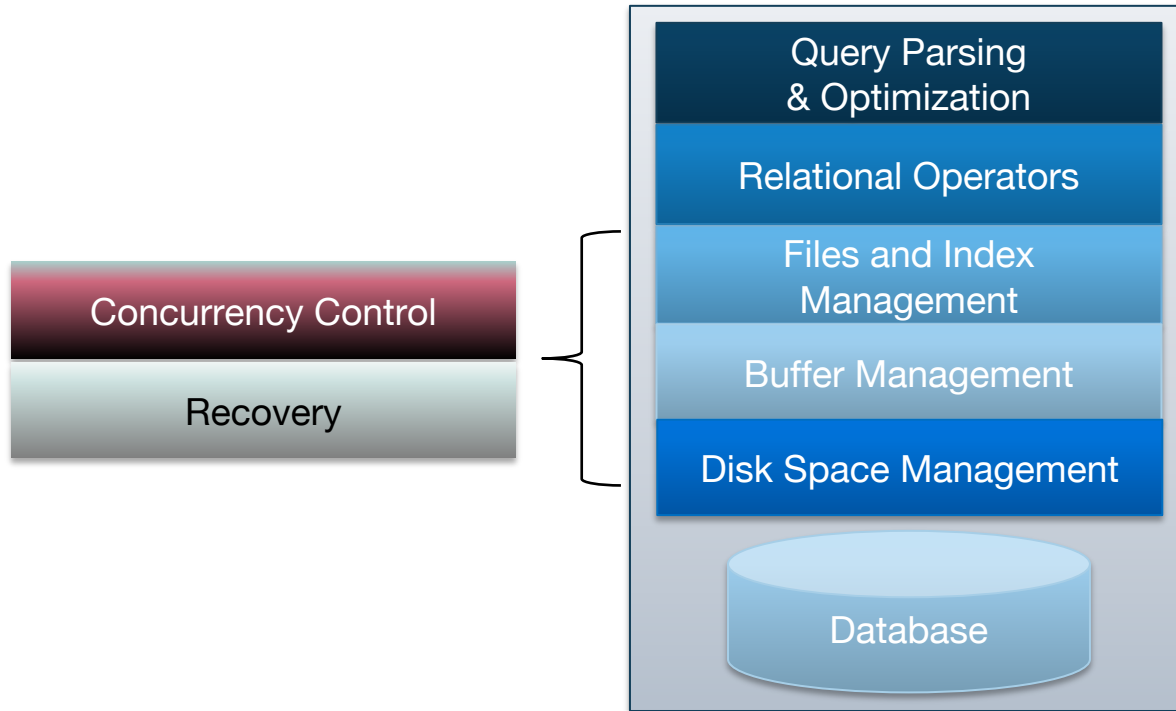 Query Parsing
& Optimization
Relational Operators
Files and Index
Management
Buffer Management
Disk Space Management
Database
Concurrency Control
Recovery